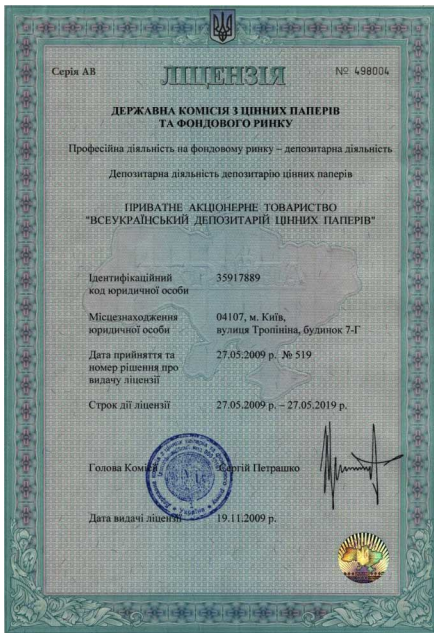 Серія АВ
ЛІЦЕНЗІЯ
№ 498004
ДЕРЖАВНА КОМІСІЯ З ЦІННИХ ПАПЕРІВ
ТА ФОНДОВОГО РИНКУ
Професійна діяльність на фондовому ринку – депозитарна діяльність
Депозитарна діяльність депозитарію цінних паперів
ПРИВАТНЕ АКЦІОНЕРНЕ ТОВАРИСТВО
"ВСЕУКРАЇНСЬКИЙ ДЕПОЗИТАРІЙ ЦІННИХ ПАПЕРІВ"
Ідентифікаційний 35917889
код юридичної особи
Місцезнаходження 04107, м. Київ,
юридичної особи вулиця Тропініна, будинок 7-Г
Дата прийняття та 27.05.2009 р. № 519
номер рішення про
видачу ліцензії
Строк дії ліцензії 27.05.2009 р. – 27.05.2019 р.
Голова Комісії Сергій Петрашко
Дата видачі ліцензії 19.11.2009 р.